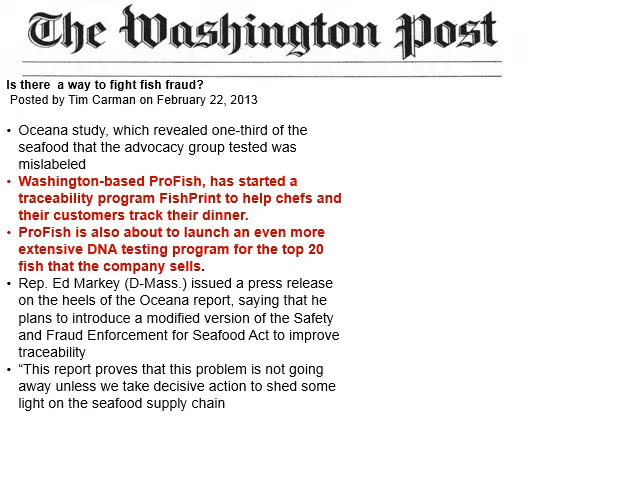 The Washington Post
Is there  a way to fight fish fraud?
Posted by Tim Carman on February 22, 2013
• Oceana study, which revealed one-third of the
seafood that the advocacy group tested was
mislabeled
• Washington-based ProFish, has started a
traceability program FishPrint to help chefs and
their customers track their dinner.
• ProFish is also about to launch an even more
extensive DNA testing program for the top 20
fish that the company sells.
• Rep. Ed Markey (D-Mass.) issued a press release
on the heels of the Oceana report, saying that he
plans to introduce a modified version of the Safety
and Fraud Enforcement for Seafood Act to improve
traceability
• “This report proves that this problem is not going
away unless we take decisive action to shed some
light on the seafood supply chain